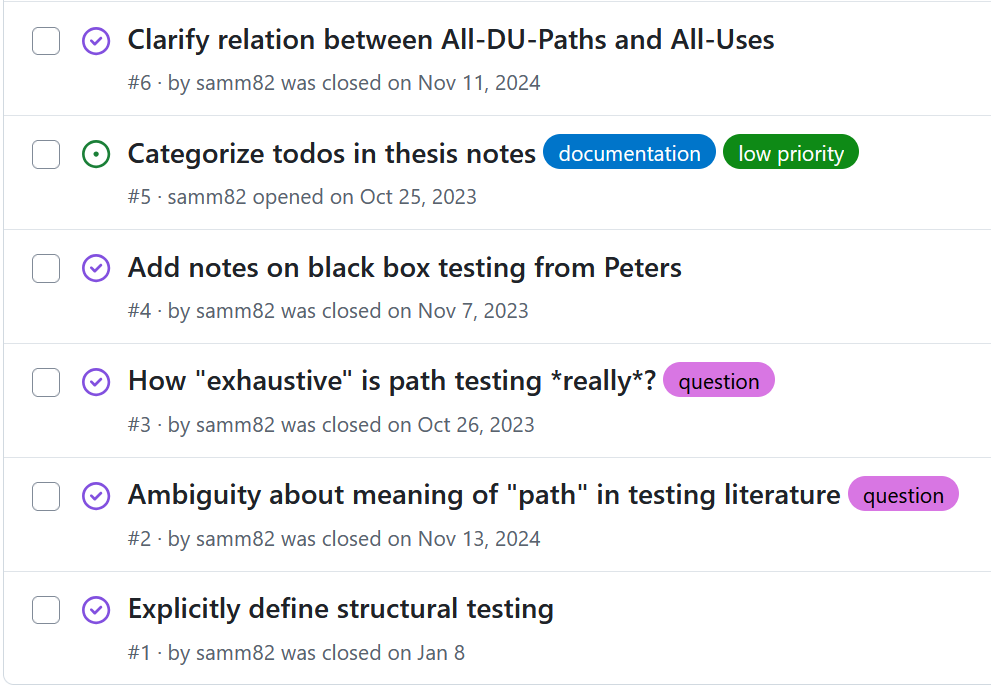 Clarify relation between All-DU-Paths and All-Uses
#6 · by samm82 was closed on Nov 11, 2024
Categorize todos in thesis notes documentation low priority
#5 · samm82 opened on Oct 25, 2023
Add notes on black box testing from Peters
#4 · by samm82 was closed on Nov 7, 2023
How "exhaustive" is path testing *really*? question
#3 · by samm82 was closed on Oct 26, 2023
Ambiguity about meaning of "path" in testing literature question
#2 · by samm82 was closed on Nov 13, 2024
Explicitly define structural testing
#1 · by samm82 was closed on Jan 8